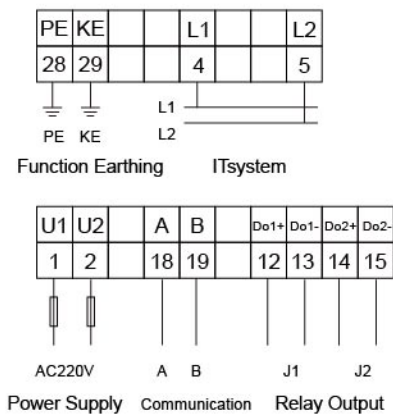 PE KE L1 L2
28 29 4 5
L1
L2
PE KE
Function Earthing ITsystem
U1 U2 A B Do1+ Do1- Do2+ Do2-
1 2 18 19 12 13 14 15
AC220V A B J1 J2
Power Supply Communication Relay Output